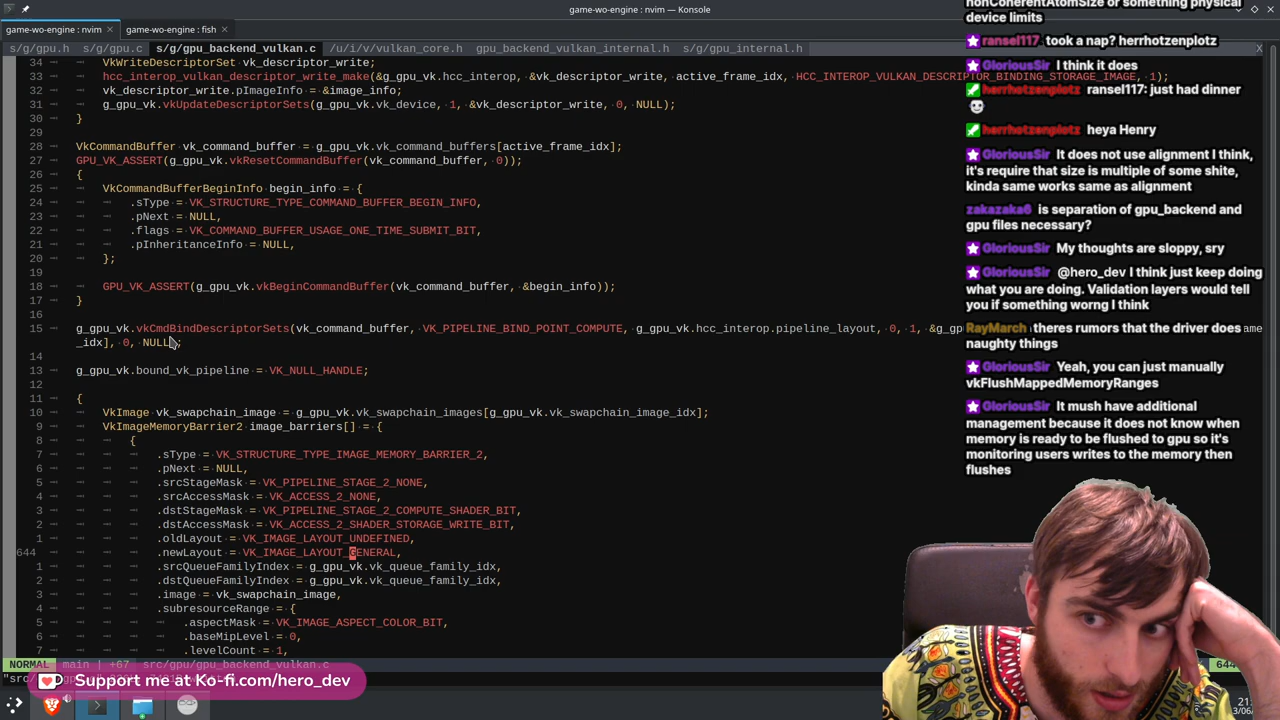 game-wo-engine : nvim — Konsole
game-wo-engine : nvim
game-wo-engine : fish
s/g/gpu.h s/g/gpu.c s/g/gpu_backend_vulkan.c /u/i/v/vulkan_core.h gpu_backend_vulkan_internal.h s/g/gpu_internal.h X
34 VkWriteDescriptorSet vk_descriptor_write;
33 hcc_interop_vulkan_descriptor_write_make(&g_gpu_vk.hcc_interop, &vk_descriptor_write, active_frame_idx, HCC_INTEROP_VULKAN_DESCRIPTOR_BINDING_STORAGE_IMAGE, 1);
32 vk_descriptor_write.pImageInfo = &image_info;
31 g_gpu_vk.vkUpdateDescriptorSets(g_gpu_vk.vk_device, 1, &vk_descriptor_write, 0, NULL);
30 }
29
28 VkCommandBuffer vk_command_buffer = g_gpu_vk.vk_command_buffers[active_frame_idx];
27 GPU_VK_ASSERT(g_gpu_vk.vkResetCommandBuffer(vk_command_buffer, 0));
26 {
25 VkCommandBufferBeginInfo begin_info = {
24 .sType = VK_STRUCTURE_TYPE_COMMAND_BUFFER_BEGIN_INFO,
23 .pNext = NULL,
22 .flags = VK_COMMAND_BUFFER_USAGE_ONE_TIME_SUBMIT_BIT,
21 .pInheritanceInfo = NULL,
20 };
19
18 GPU_VK_ASSERT(g_gpu_vk.vkBeginCommandBuffer(vk_command_buffer, &begin_info));
17 }
16
15 g_gpu_vk.vkCmdBindDescriptorSets(vk_command_buffer, VK_PIPELINE_BIND_POINT_COMPUTE, g_gpu_vk.hcc_interop.pipeline_layout, 0, 1, &g_gp ame
_idx], 0, NULL);
14
13 g_gpu_vk.bound_vk_pipeline = VK_NULL_HANDLE;
12
11 {
10 VkImage vk_swapchain_image = g_gpu_vk.vk_swapchain_images[g_gpu_vk.vk_swapchain_image_idx];
9 VkImageMemoryBarrier2 image_barriers[] = {
8 {
7 .sType = VK_STRUCTURE_TYPE_IMAGE_MEMORY_BARRIER_2,
6 .pNext = NULL,
5 .srcStageMask = VK_PIPELINE_STAGE_2_NONE,
4 .srcAccessMask = VK_ACCESS_2_NONE,
3 .dstStageMask = VK_PIPELINE_STAGE_2_COMPUTE_SHADER_BIT,
2 .dstAccessMask = VK_ACCESS_2_SHADER_STORAGE_WRITE_BIT,
1 .oldLayout = VK_IMAGE_LAYOUT_UNDEFINED,
644 .newLayout = VK_IMAGE_LAYOUT_GENERAL,
1 .srcQueueFamilyIndex = g_gpu_vk.vk_queue_family_idx,
2 .dstQueueFamilyIndex = g_gpu_vk.vk_queue_family_idx,
3 .image = vk_swapchain_image,
4 .subresourceRange = {
5 .aspectMask = VK_IMAGE_ASPECT_COLOR_BIT,
6 .baseMipLevel = 0,
7 .levelCount = 1,
NORMAL main | +67 src/gpu/gpu_backend_vulkan.c 644
Support me at Ko-fi.com/hero_dev
nonCoherentAtomSize or something physical
device limits
ransel117 took a nap? herrhotzenplotz
GloriousSir I think it does
herrhotzenplotz ransel117: just had dinner
herrhotzenplotz heya Henry
GloriousSir It does not use alignment I think,
it's require that size is multiple of some shite,
kinda same works same as alignment
zakazaka6 is separation of gpu_backend and
gpu files necessary?
GloriousSir My thoughts are sloppy, sry
GloriousSir @hero_dev I think just keep doing
what you are doing. Validation layers would tell
you if something worng I think
RayMarch theres rumors that the driver does
naughty things
GloriousSir Yeah, you can just manually
vkFlushMappedMemoryRanges
GloriousSir It mush have additional
management because it does not know when
memory is ready to be flushed to gpu so it's
monitoring users writes to the memory then
flushes